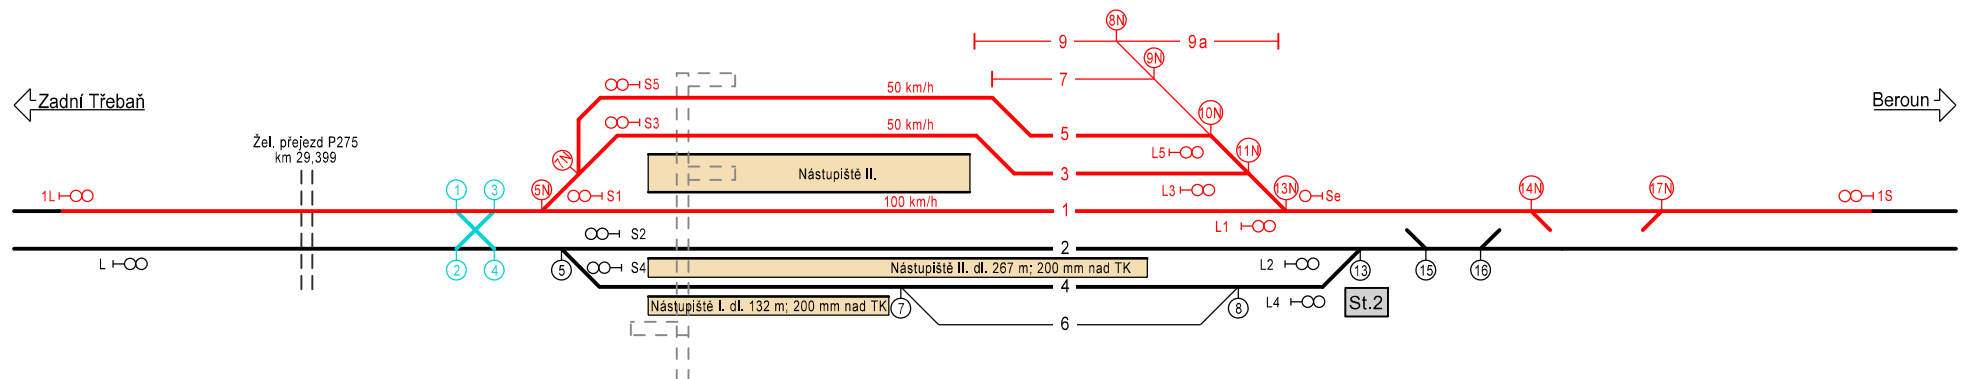 8N
9
9a
9N
7
S5
50 km/h
Zadní Třebaň
Beroun
10N
S3
50 km/h
5
Žel. přejezd P275
km 29,399
7N
L5
11N
Nástupiště II.
3
1
3
5N
L3
13N
14N
17N
1L
S1
100 km/h
Se
1S
1
L1
S2
2
L
2
4
5
S4
Nástupiště II. dl. 267 m; 200 mm nad TK
L2
13
15
16
4
Nástupiště I. dl. 132 m; 200 mm nad TK
7
8
L4
St.2
6